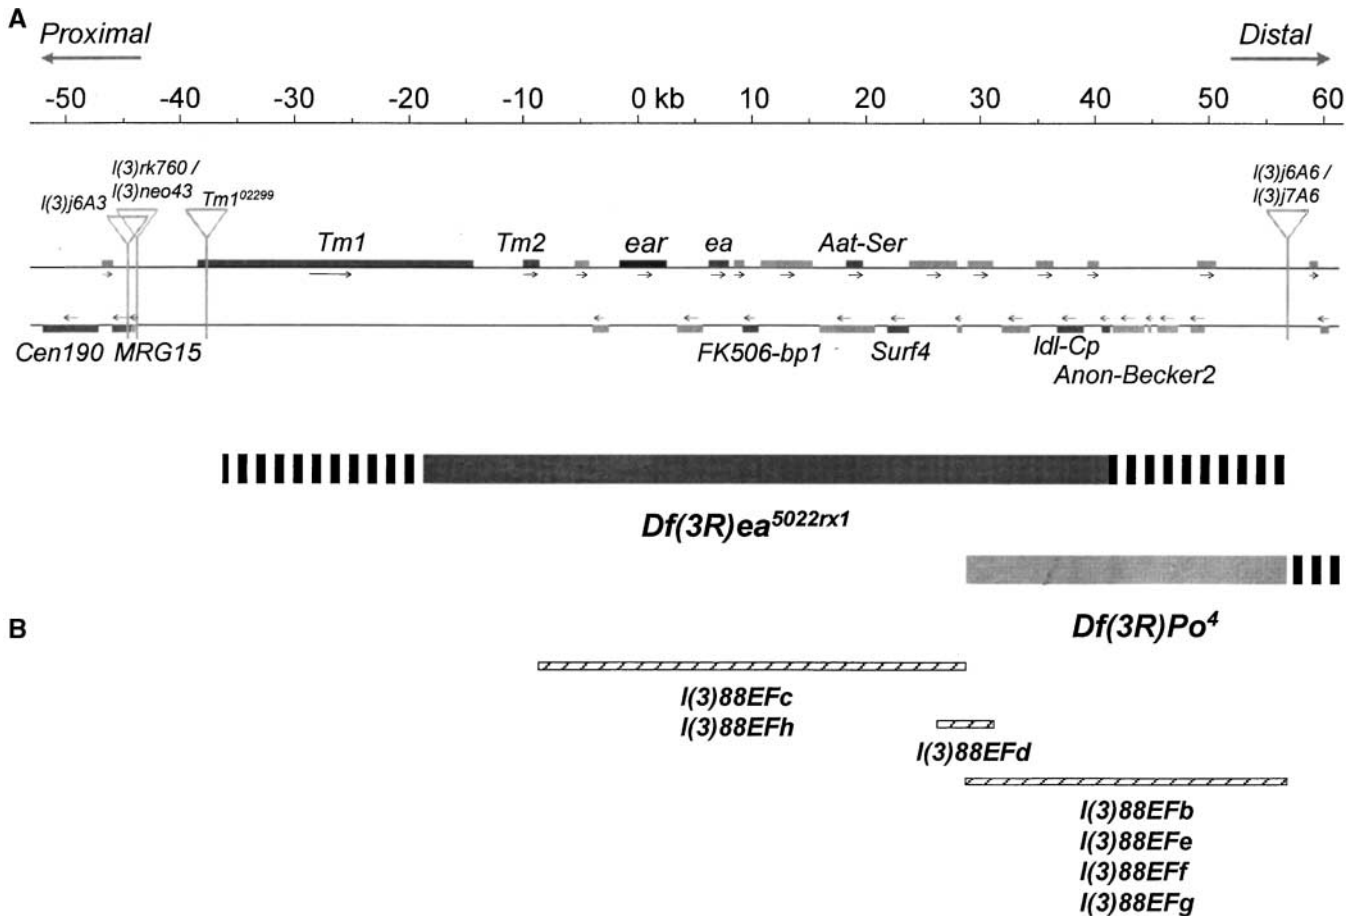 A
Proximal
Distal
-50 -40 -30 -20 -10 0 kb 10 20 30 40 50 60
l(3)rk760 /
l(3)neo43
l(3)j6A3
Tm1^02299
l(3)j6A6 /
l(3)j7A6
Tm1 Tm2 ear ea Aat-Ser
Cen190 MRG15 FK506-bp1 Surf4 ldl-Cp
Anon-Becker2
Df(3R)ea^5022rx1
Df(3R)Po^4
B
l(3)88EFc
l(3)88EFh
l(3)88EFd
l(3)88EFb
l(3)88EFe
l(3)88EFf
l(3)88EFg